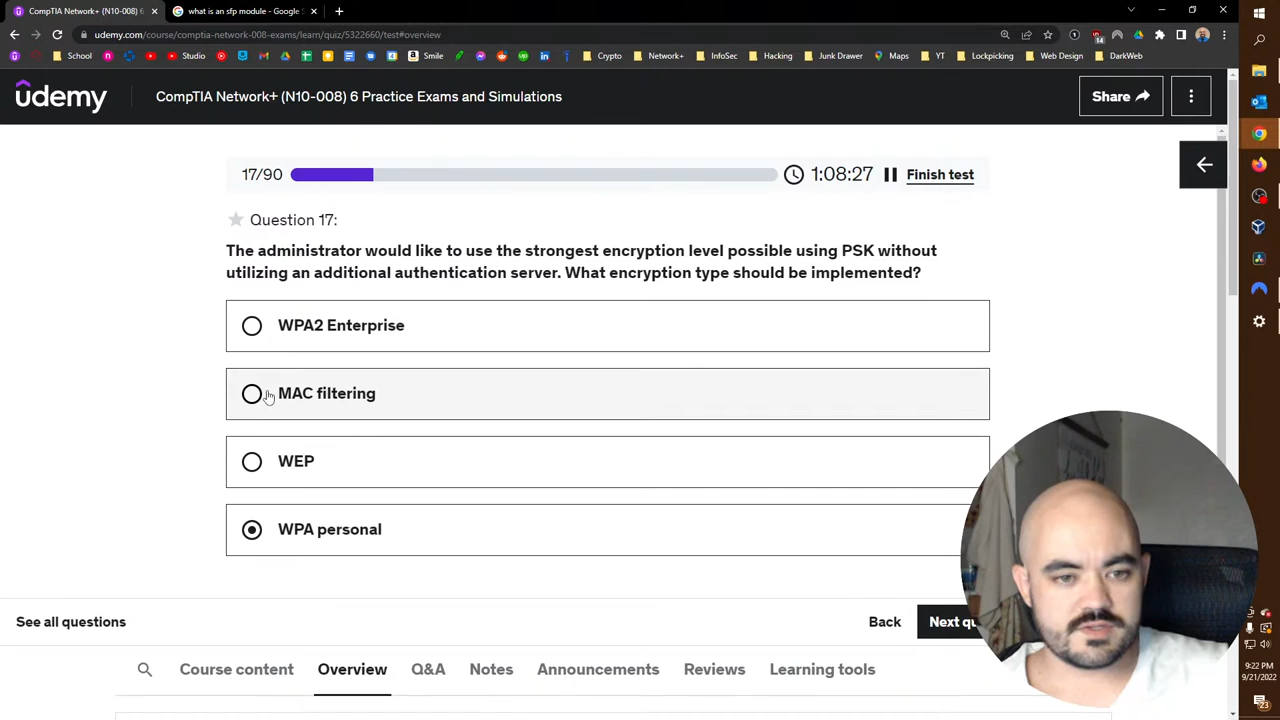 CompTIA Network+ (N10-008) 6
what is an sfp module - Google S
udemy.com/course/comptia-network-008-exams/learn/quiz/5322660/test#overview
School
YT
Studio
Smile
Crypto
Network+
InfoSec
Hacking
Junk Drawer
Maps
YT
Lockpicking
Web Design
DarkWeb
udemy
CompTIA Network+ (N10-008) 6 Practice Exams and Simulations
Share
17/90
1:08:27
Finish test
Question 17:
The administrator would like to use the strongest encryption level possible using PSK without
utilizing an additional authentication server. What encryption type should be implemented?
WPA2 Enterprise
MAC filtering
WEP
WPA personal
See all questions
Back
Next qu
Course content
Overview
Q&A
Notes
Announcements
Reviews
Learning tools
9:22 PM
9/21/2022
23